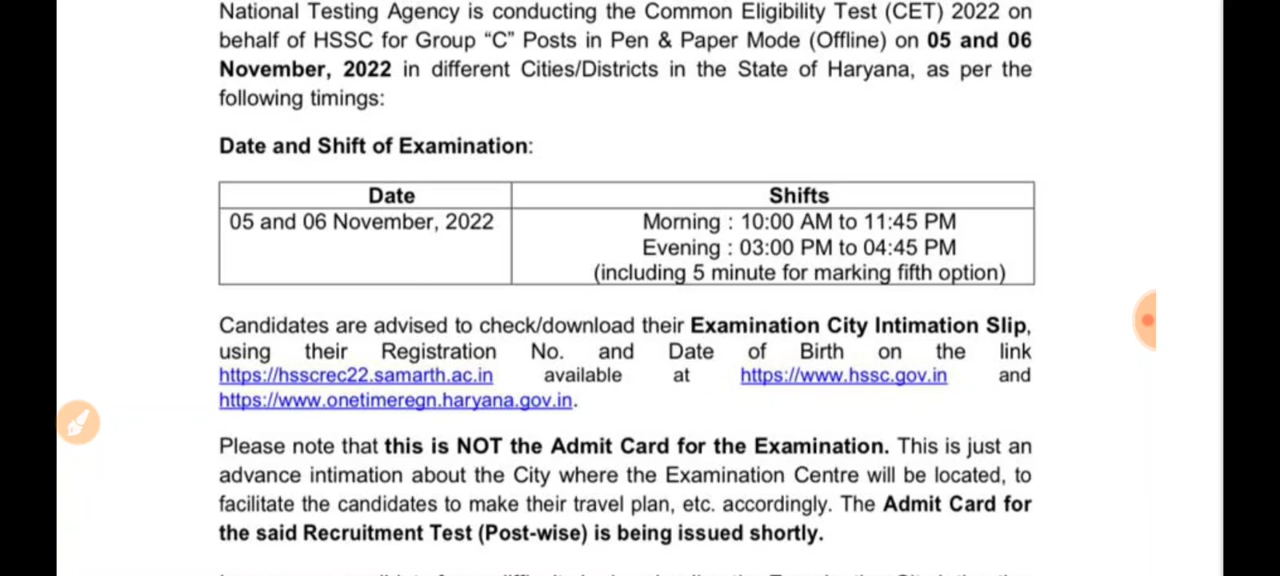 National Testing Agency is conducting the Common Eligibility Test (CET) 2022 on
behalf of HSSC for Group “C” Posts in Pen & Paper Mode (Offline) on 05 and 06
November, 2022 in different Cities/Districts in the State of Haryana, as per the
following timings:
Date and Shift of Examination:
Date Shifts
05 and 06 November, 2022 Morning : 10:00 AM to 11:45 PM
Evening : 03:00 PM to 04:45 PM
(including 5 minute for marking fifth option)
Candidates are advised to check/download their Examination City Intimation Slip,
using their Registration No. and Date of Birth on the link
https://hsscrec22.samarth.ac.in available at https://www.hssc.gov.in and
https://www.onetimeregn.haryana.gov.in.
Please note that this is NOT the Admit Card for the Examination. This is just an
advance intimation about the City where the Examination Centre will be located, to
facilitate the candidates to make their travel plan, etc. accordingly. The Admit Card for
the said Recruitment Test (Post-wise) is being issued shortly.